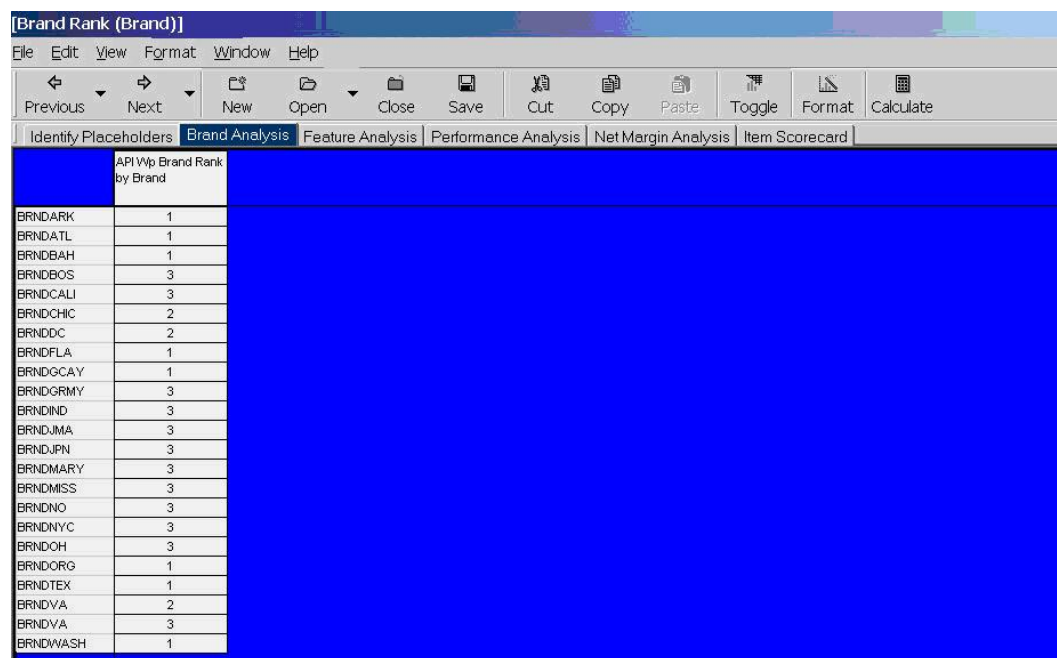 [Brand Rank (Brand)]
File Edit View Format Window Help
Previous Next New Open Close Save Cut Copy Paste Toggle Format Calculate
Identify Placeholders Brand Analysis Feature Analysis Performance Analysis Net Margin Analysis Item Scorecard
API Wp Brand Rank
by Brand
BRNDARK 1
BRNDATL 1
BRNDBAH 1
BRNDBOS 3
BRNDCALI 3
BRNDCHIC 2
BRNDDC 2
BRNDFLA 1
BRNDGCAY 1
BRNDGRMY 3
BRNDIND 3
BRNDJMA 3
BRNDJPN 3
BRNDMARY 3
BRNDMISS 3
BRNDNO 3
BRNDNYC 3
BRNDOH 3
BRNDORG 1
BRNDTEX 1
BRNDVA 2
BRNDVA 3
BRNDWASH 1